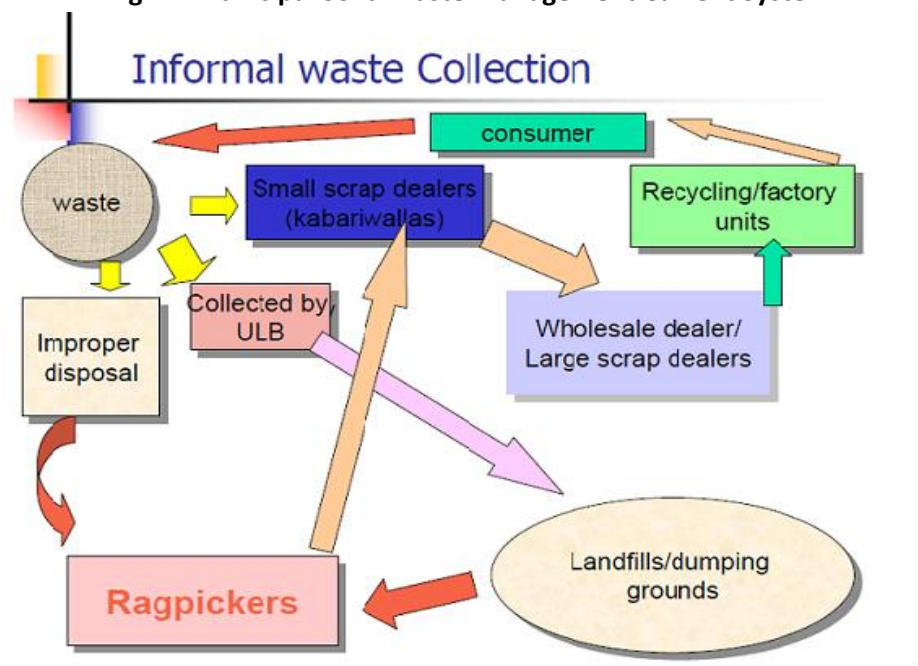 Informal waste Collection
consumer
waste
Small scrap dealers
(kabariwallas)
Recycling/factory
units
Collected by
ULB
Improper
disposal
Wholesale dealer/
Large scrap dealers
Landfills/dumping
grounds
Ragpickers